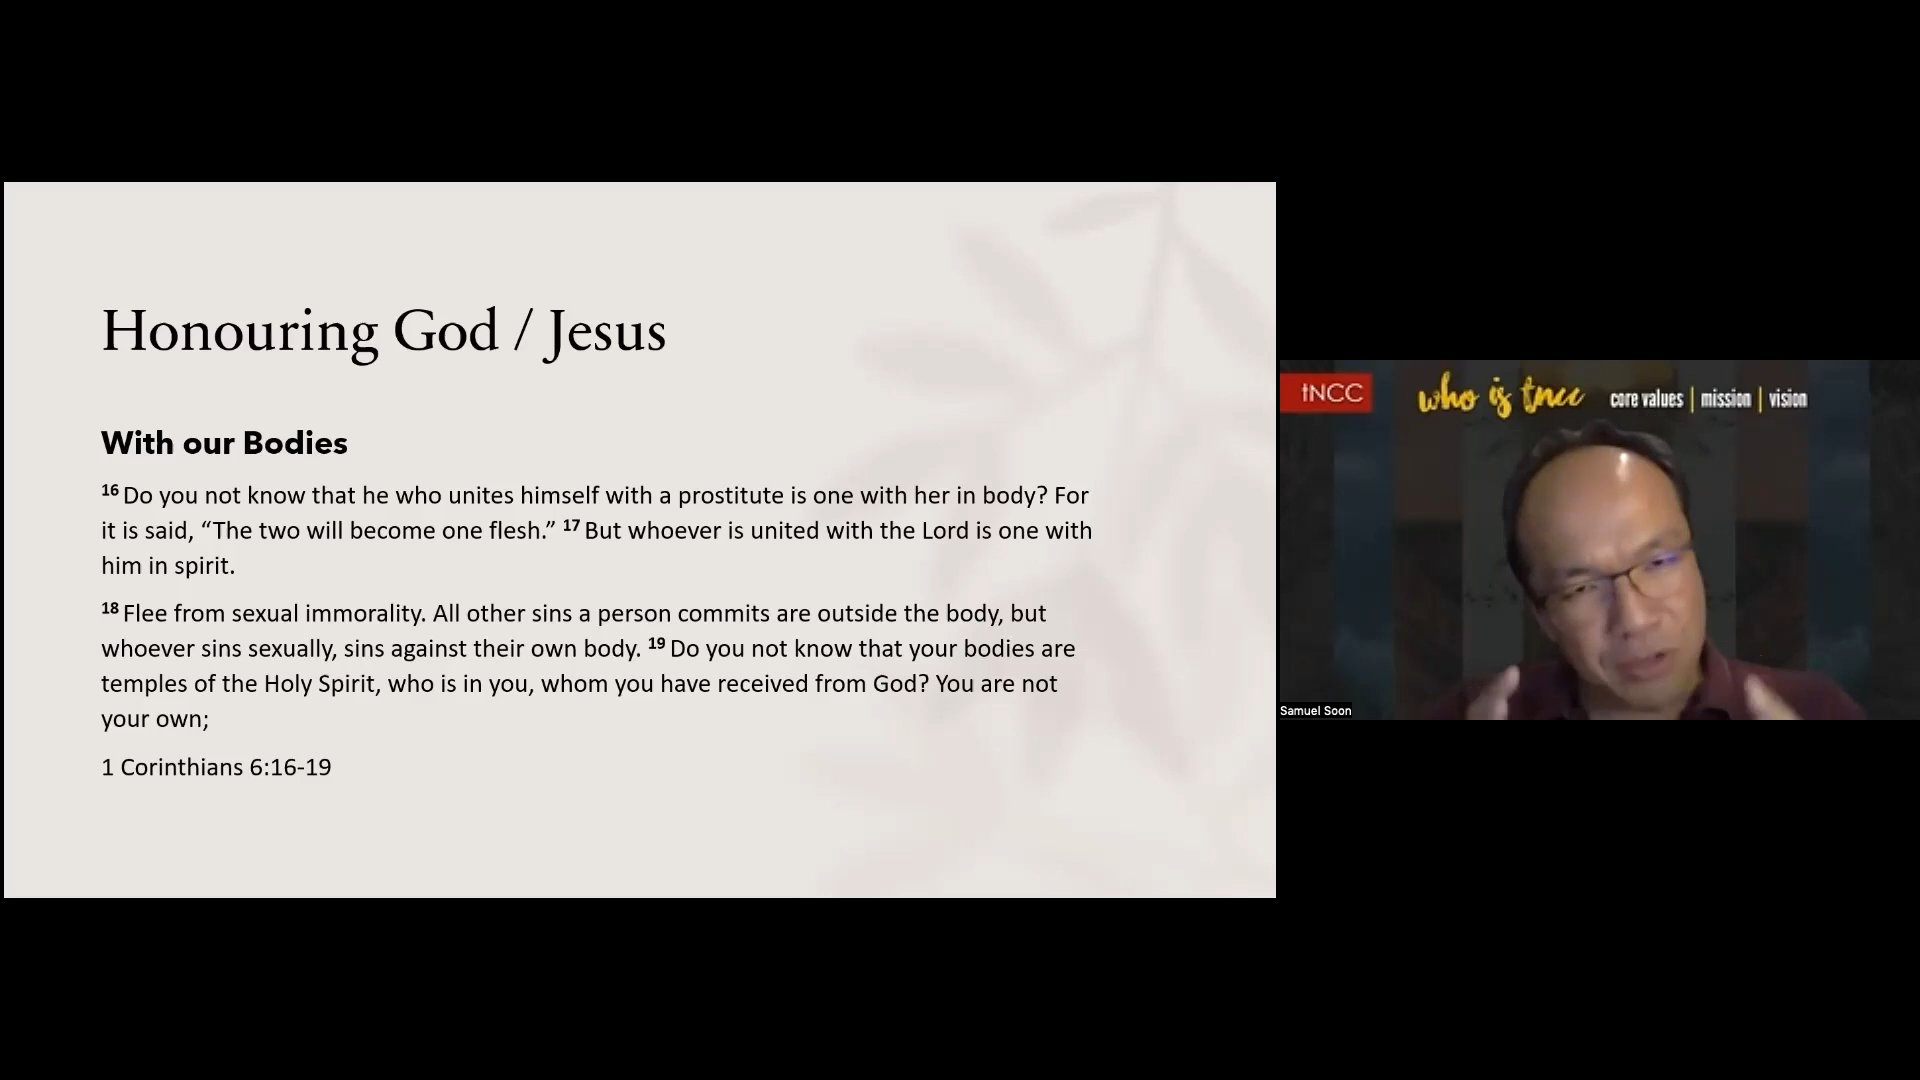 Honouring God / Jesus
With our Bodies
16 Do you not know that he who unites himself with a prostitute is one with her in body? For
it is said, “The two will become one flesh.” 17 But whoever is united with the Lord is one with
him in spirit.
18 Flee from sexual immorality. All other sins a person commits are outside the body, but
whoever sins sexually, sins against their own body. 19 Do you not know that your bodies are
temples of the Holy Spirit, who is in you, whom you have received from God? You are not
your own;
1 Corinthians 6:16-19
tNCC
who is tncc core values | mission | vision
Samuel Soon